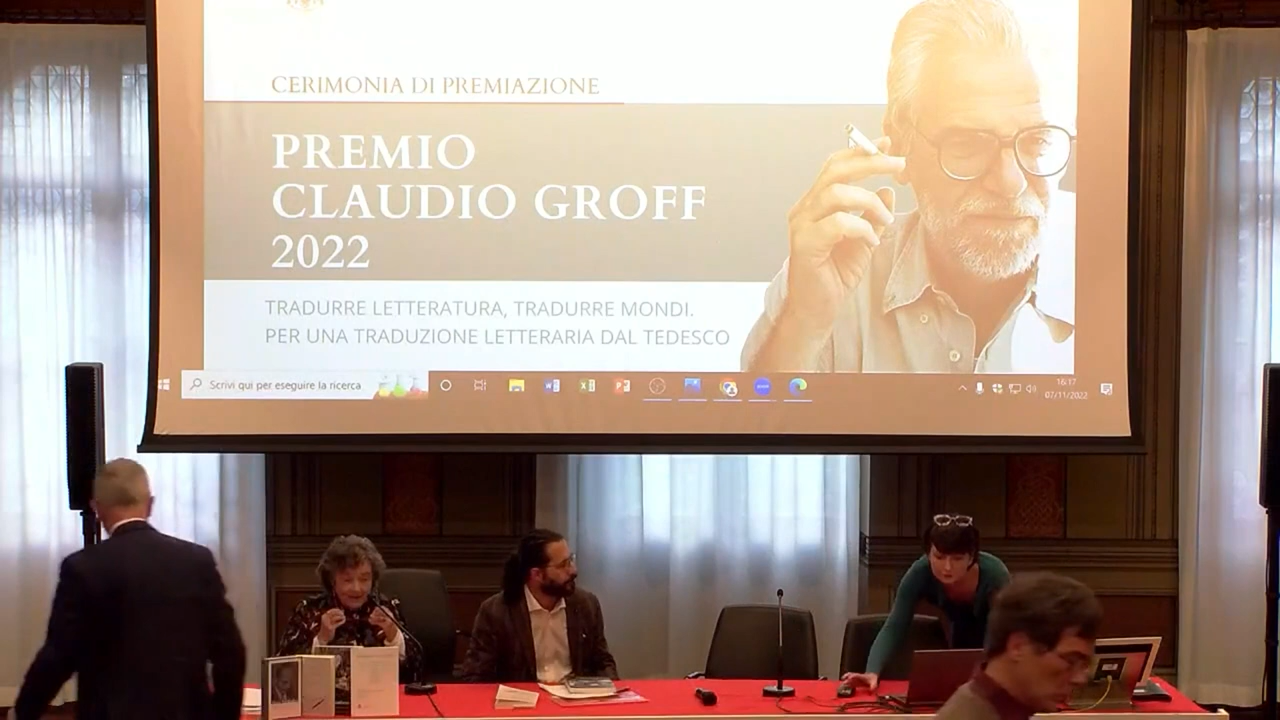 CERIMONIA DI PREMIAZIONE
PREMIO
CLAUDIO GROFF
2022
TRADURRE LETTERATURA, TRADURRE MONDI.
PER UNA TRADUZIONE LETTERARIA DAL TEDESCO
Scrivi qui per eseguire la ricerca
16:17
07/11/2022